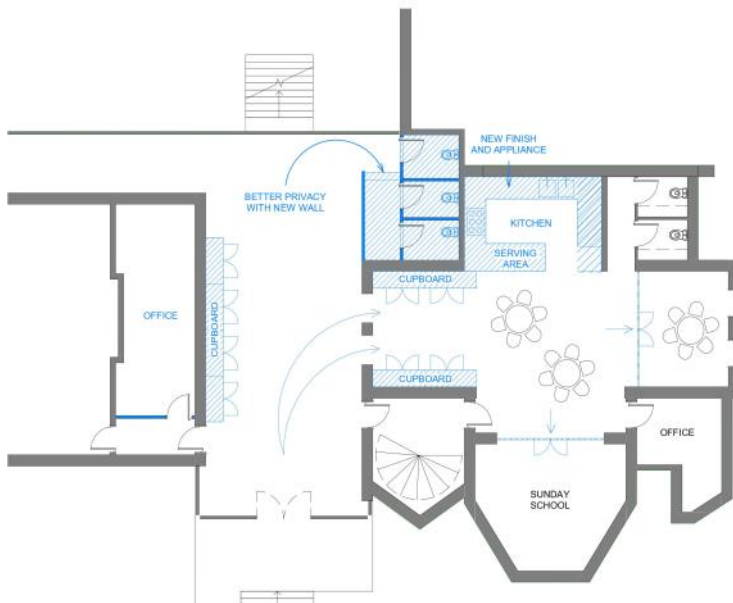 NEW FINISH
AND APPLIANCE
BETTER PRIVACY
WITH NEW WALL
KITCHEN
SERVING
AREA
CUPBOARD
OFFICE
CUPBOARD
CUPBOARD
OFFICE
SUNDAY
SCHOOL